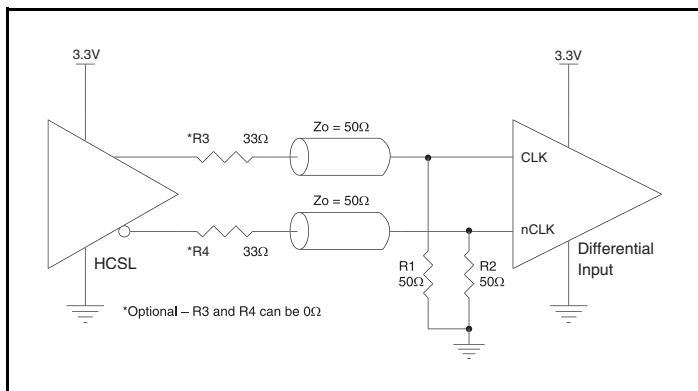 3.3V
3.3V
*R3 33Ω
Zo = 50Ω
CLK
Zo = 50Ω
nCLK
*R4 33Ω
HCSL
R1
50Ω
R2
50Ω
Differential
Input
*Optional – R3 and R4 can be 0Ω